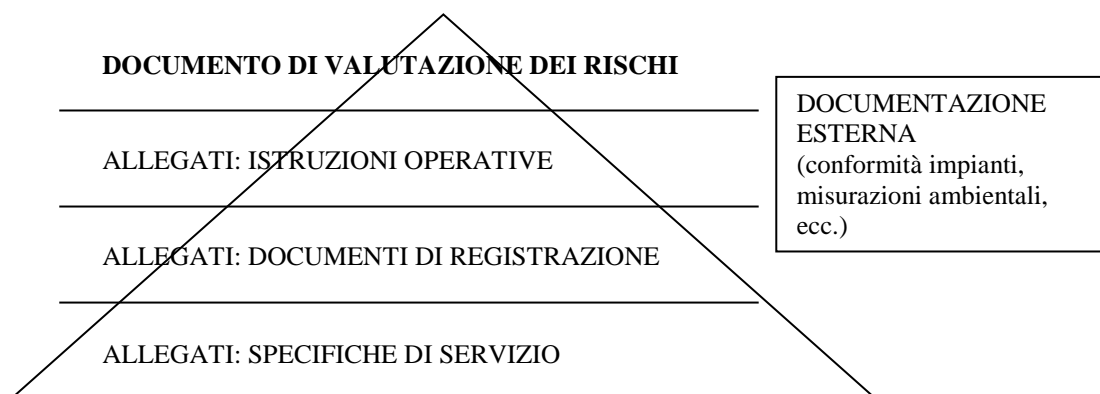 DOCUMENTO DI VALUTAZIONE DEI RISCHI
ALLEGATI: ISTRUZIONI OPERATIVE
ALLEGATI: DOCUMENTI DI REGISTRAZIONE
ALLEGATI: SPECIFICHE DI SERVIZIO
DOCUMENTAZIONE
ESTERNA
(conformità impianti,
misurazioni ambientali,
ecc.)